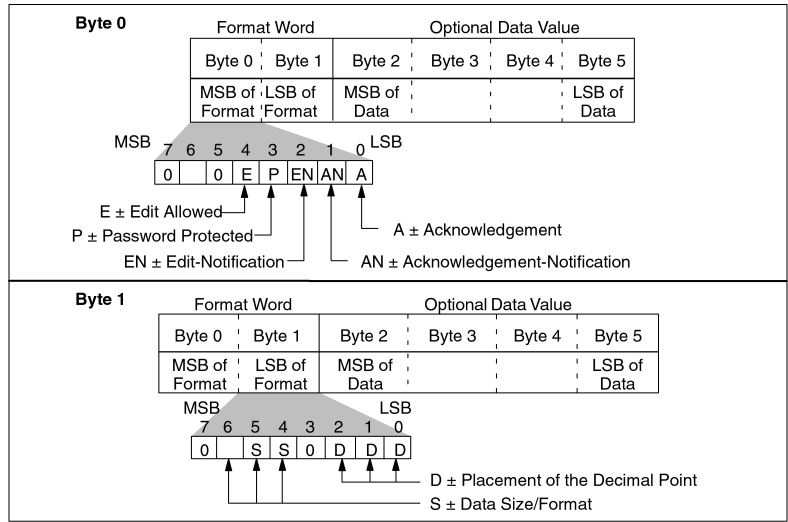 Byte 0
Format Word Optional Data Value
Byte 0 Byte 1 Byte 2 Byte 3 Byte 4 Byte 5
MSB of LSB of MSB of LSB of
Format Format Data Data
MSB 7 6 5 4 3 2 1 0 LSB
0 0 E P EN AN A
E ± Edit Allowed
A ± Acknowledgement
P ± Password Protected
EN ± Edit-Notification AN ± Acknowledgement-Notification
Byte 1
Format Word Optional Data Value
Byte 0 Byte 1 Byte 2 Byte 3 Byte 4 Byte 5
MSB of LSB of MSB of LSB of
Format Format Data Data
MSB LSB
7 6 5 4 3 2 1 0
0 S S 0 D D D
D ± Placement of the Decimal Point
S ± Data Size/Format